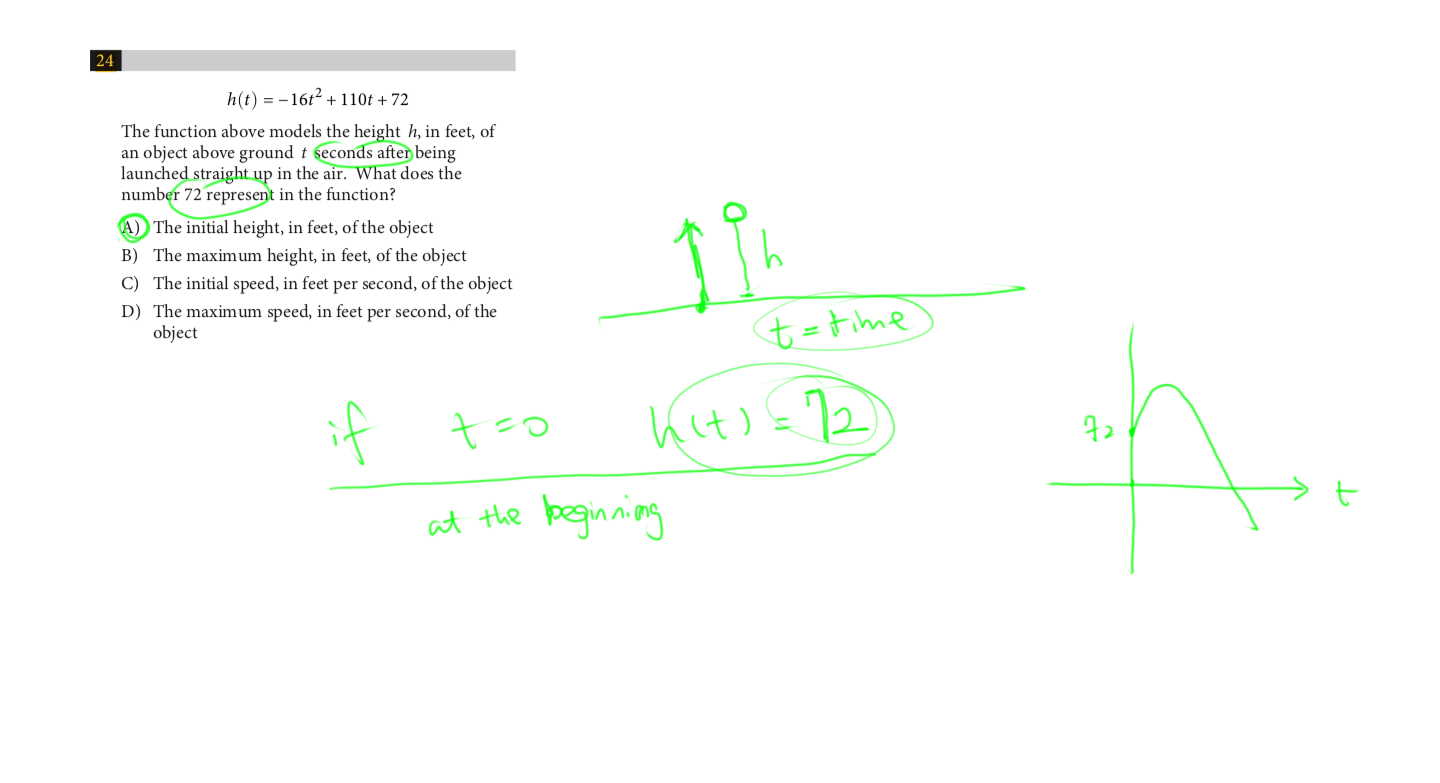 24
h(t) = −16t² + 110t + 72
The function above models the height h, in feet, of
an object above ground t seconds after being
launched straight up in the air. What does the
number 72 represent in the function?
A) The initial height, in feet, of the object
B) The maximum height, in feet, of the object
C) The initial speed, in feet per second, of the object
D) The maximum speed, in feet per second, of the
object
h
t = time
if t=0 h(t) = 72
at the beginning
72
t